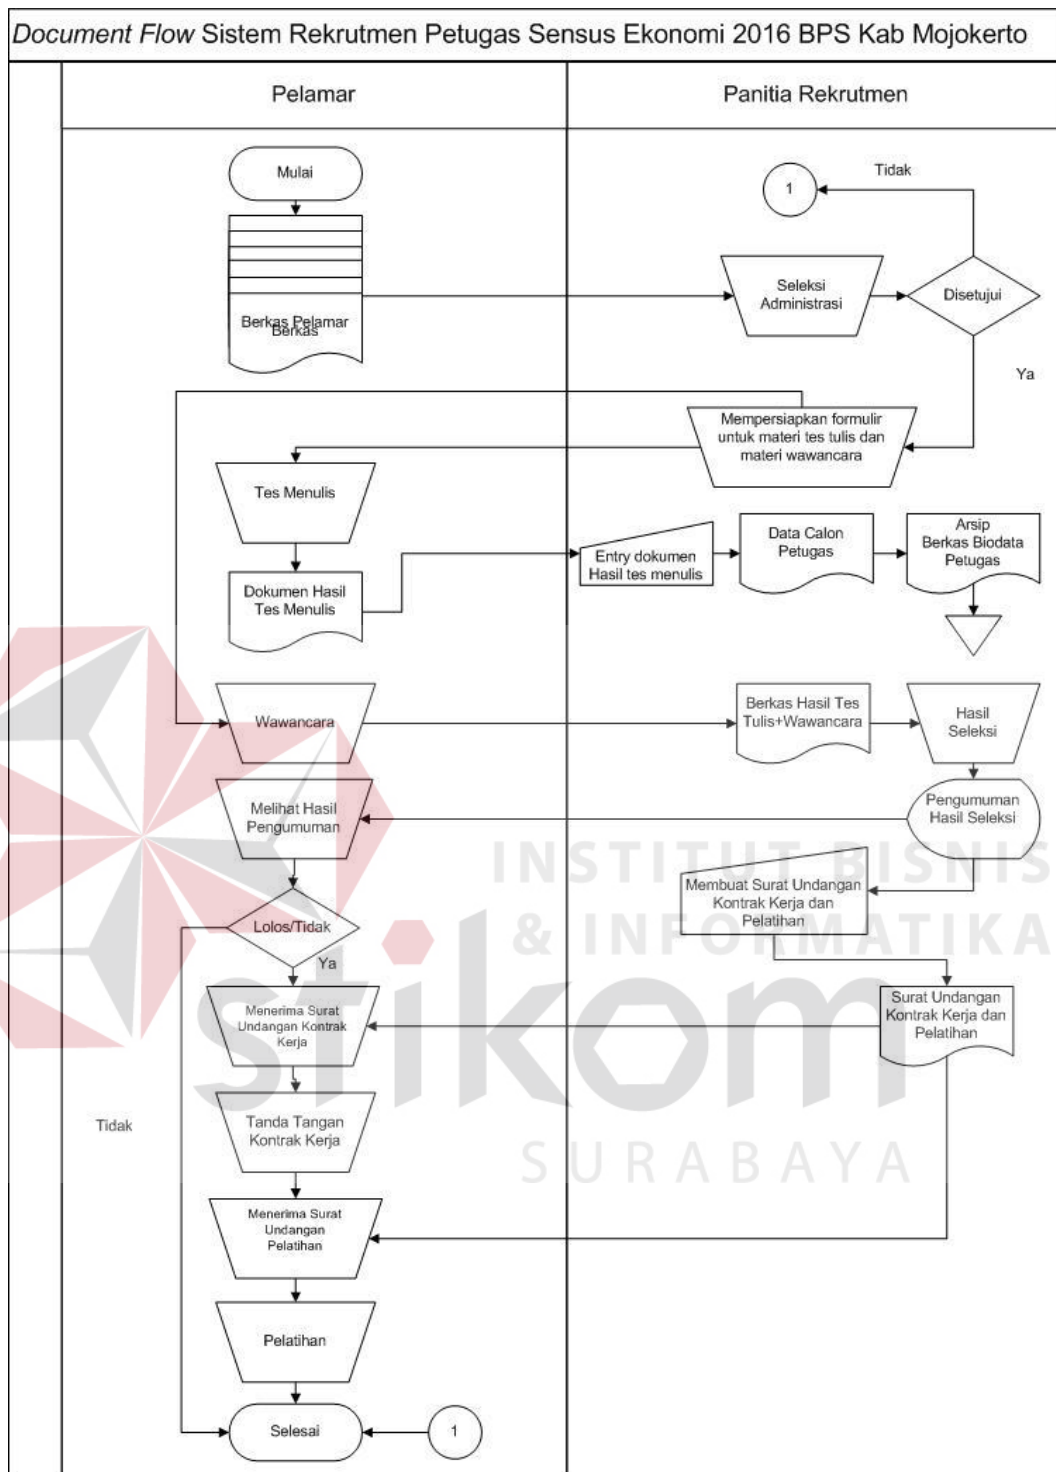 Document Flow Sistem Rekrutmen Petugas Sensus Ekonomi 2016 BPS Kab Mojokerto
Pelamar
Panitia Rekrutmen
Mulai
1
Tidak
Berkas Pelamar
Berkas
Seleksi
Administrasi
Disetujui
Ya
Mempersiapkan formulir
untuk materi tes tulis dan
materi wawancara
Tes Menulis
Dokumen Hasil
Tes Menulis
Entry dokumen
Hasil tes menulis
Data Calon
Petugas
Arsip
Berkas Biodata
Petugas
Wawancara
Berkas Hasil Tes
Tulis+Wawancara
Hasil
Seleksi
Melihat Hasil
Pengumuman
Pengumuman
Hasil Seleksi
Membuat Surat Undangan
Kontrak Kerja dan
Pelatihan
Lolos/Tidak
Ya
Menerima Surat
Undangan Kontrak
Kerja
Surat Undangan
Kontrak Kerja dan
Pelatihan
Tidak
Tanda Tangan
Kontrak Kerja
Menerima Surat
Undangan
Pelatihan
Pelatihan
Selesai
1
INSTITUT BISNIS
& INFORMATIKA
stikom
SURABAYA